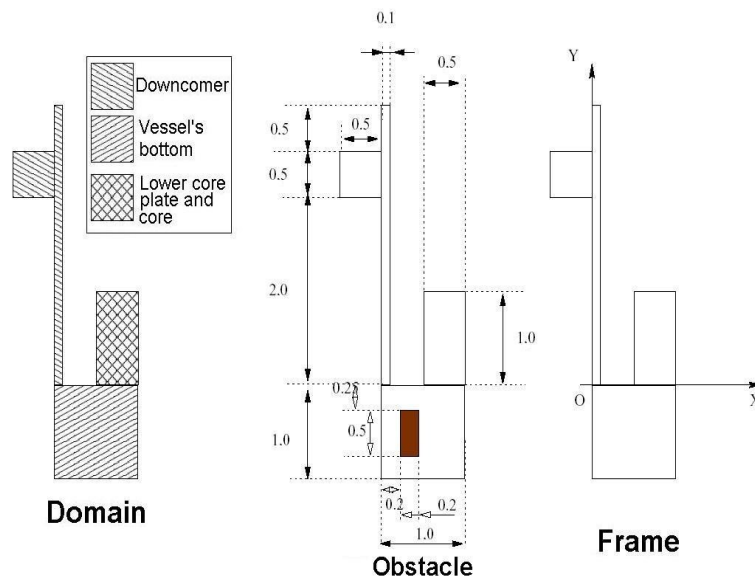 Downcomer
Vessel's
bottom
Lower core
plate and
core
Domain
0.1
0.5
0.5
0.5
0.5
2.0
1.0
0.25
0.5
1.0
0.2
0.2
1.0
Obstacle
Y
O
X
Frame